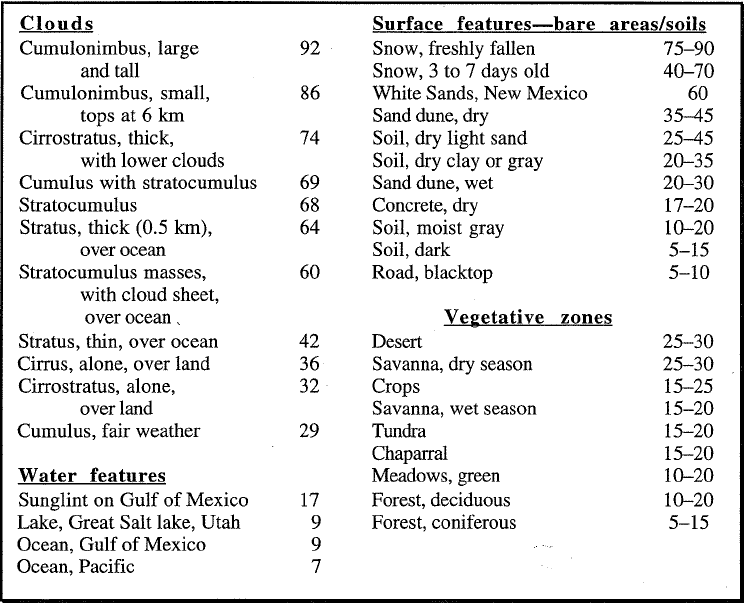 Clouds
Cumulonimbus, large 92
and tall
Cumulonimbus, small, 86
tops at 6 km
Cirrostratus, thick, 74
with lower clouds
Cumulus with stratocumulus 69
Stratocumulus 68
Stratus, thick (0.5 km), 64
over ocean
Stratocumulus masses, 60
with cloud sheet,
over ocean
Stratus, thin, over ocean 42
Cirrus, alone, over land 36
Cirrostratus, alone, 32
over land
Cumulus, fair weather 29
Water features
Sunglint on Gulf of Mexico 17
Lake, Great Salt lake, Utah 9
Ocean, Gulf of Mexico 9
Ocean, Pacific 7
Surface features—bare areas/soils
Snow, freshly fallen 75–90
Snow, 3 to 7 days old 40–70
White Sands, New Mexico 60
Sand dune, dry 35–45
Soil, dry light sand 25–45
Soil, dry clay or gray 20–35
Sand dune, wet 20–30
Concrete, dry 17–20
Soil, moist gray 10–20
Soil, dark 5–15
Road, blacktop 5–10
Vegetative zones
Desert 25–30
Savanna, dry season 25–30
Crops 15–25
Savanna, wet season 15–20
Tundra 15–20
Chaparral 15–20
Meadows, green 10–20
Forest, deciduous 10–20
Forest, coniferous 5–15